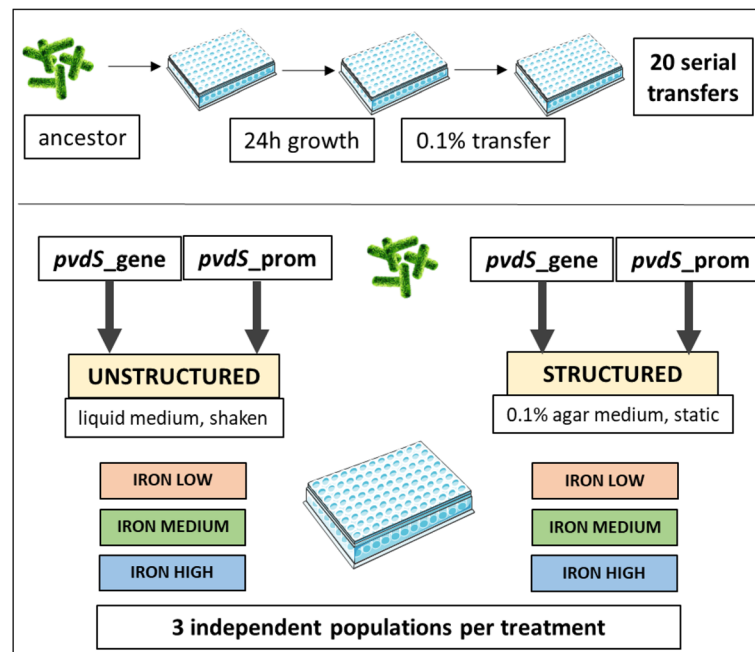 20 serial
transfers
ancestor
24h growth
0.1% transfer
pvdS_gene
pvdS_prom
pvdS_gene
pvdS_prom
UNSTRUCTURED
STRUCTURED
liquid medium, shaken
0.1% agar medium, static
IRON LOW
IRON LOW
IRON MEDIUM
IRON MEDIUM
IRON HIGH
IRON HIGH
3 independent populations per treatment